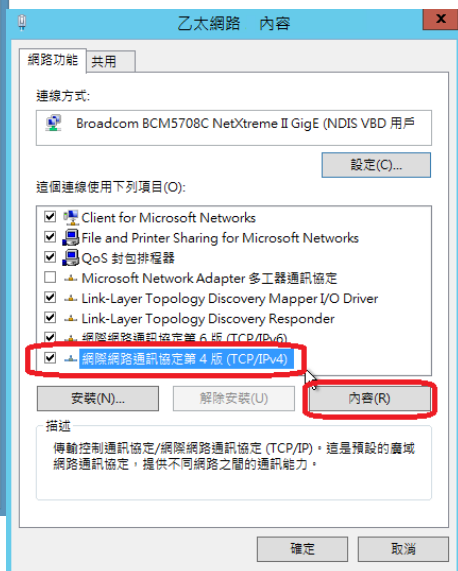 乙太網路 內容
網路功能 共用
連線方式:
Broadcom BCM5708C NetXtreme II GigE (NDIS VBD 用戶
設定(C)...
這個連線使用下列項目(O):
Client for Microsoft Networks
File and Printer Sharing for Microsoft Networks
QoS 封包排程器
Microsoft Network Adapter 多工器通訊協定
Link-Layer Topology Discovery Mapper I/O Driver
Link-Layer Topology Discovery Responder
網際網路通訊協定第 6 版 (TCP/IPv6)
網際網路通訊協定第 4 版 (TCP/IPv4)
安裝(N)... 解除安裝(U) 內容(R)
描述
傳輸控制通訊協定/網際網路通訊協定 (TCP/IP)。這是預設的廣域
網路通訊協定，提供不同網路之間的通訊能力。
確定 取消